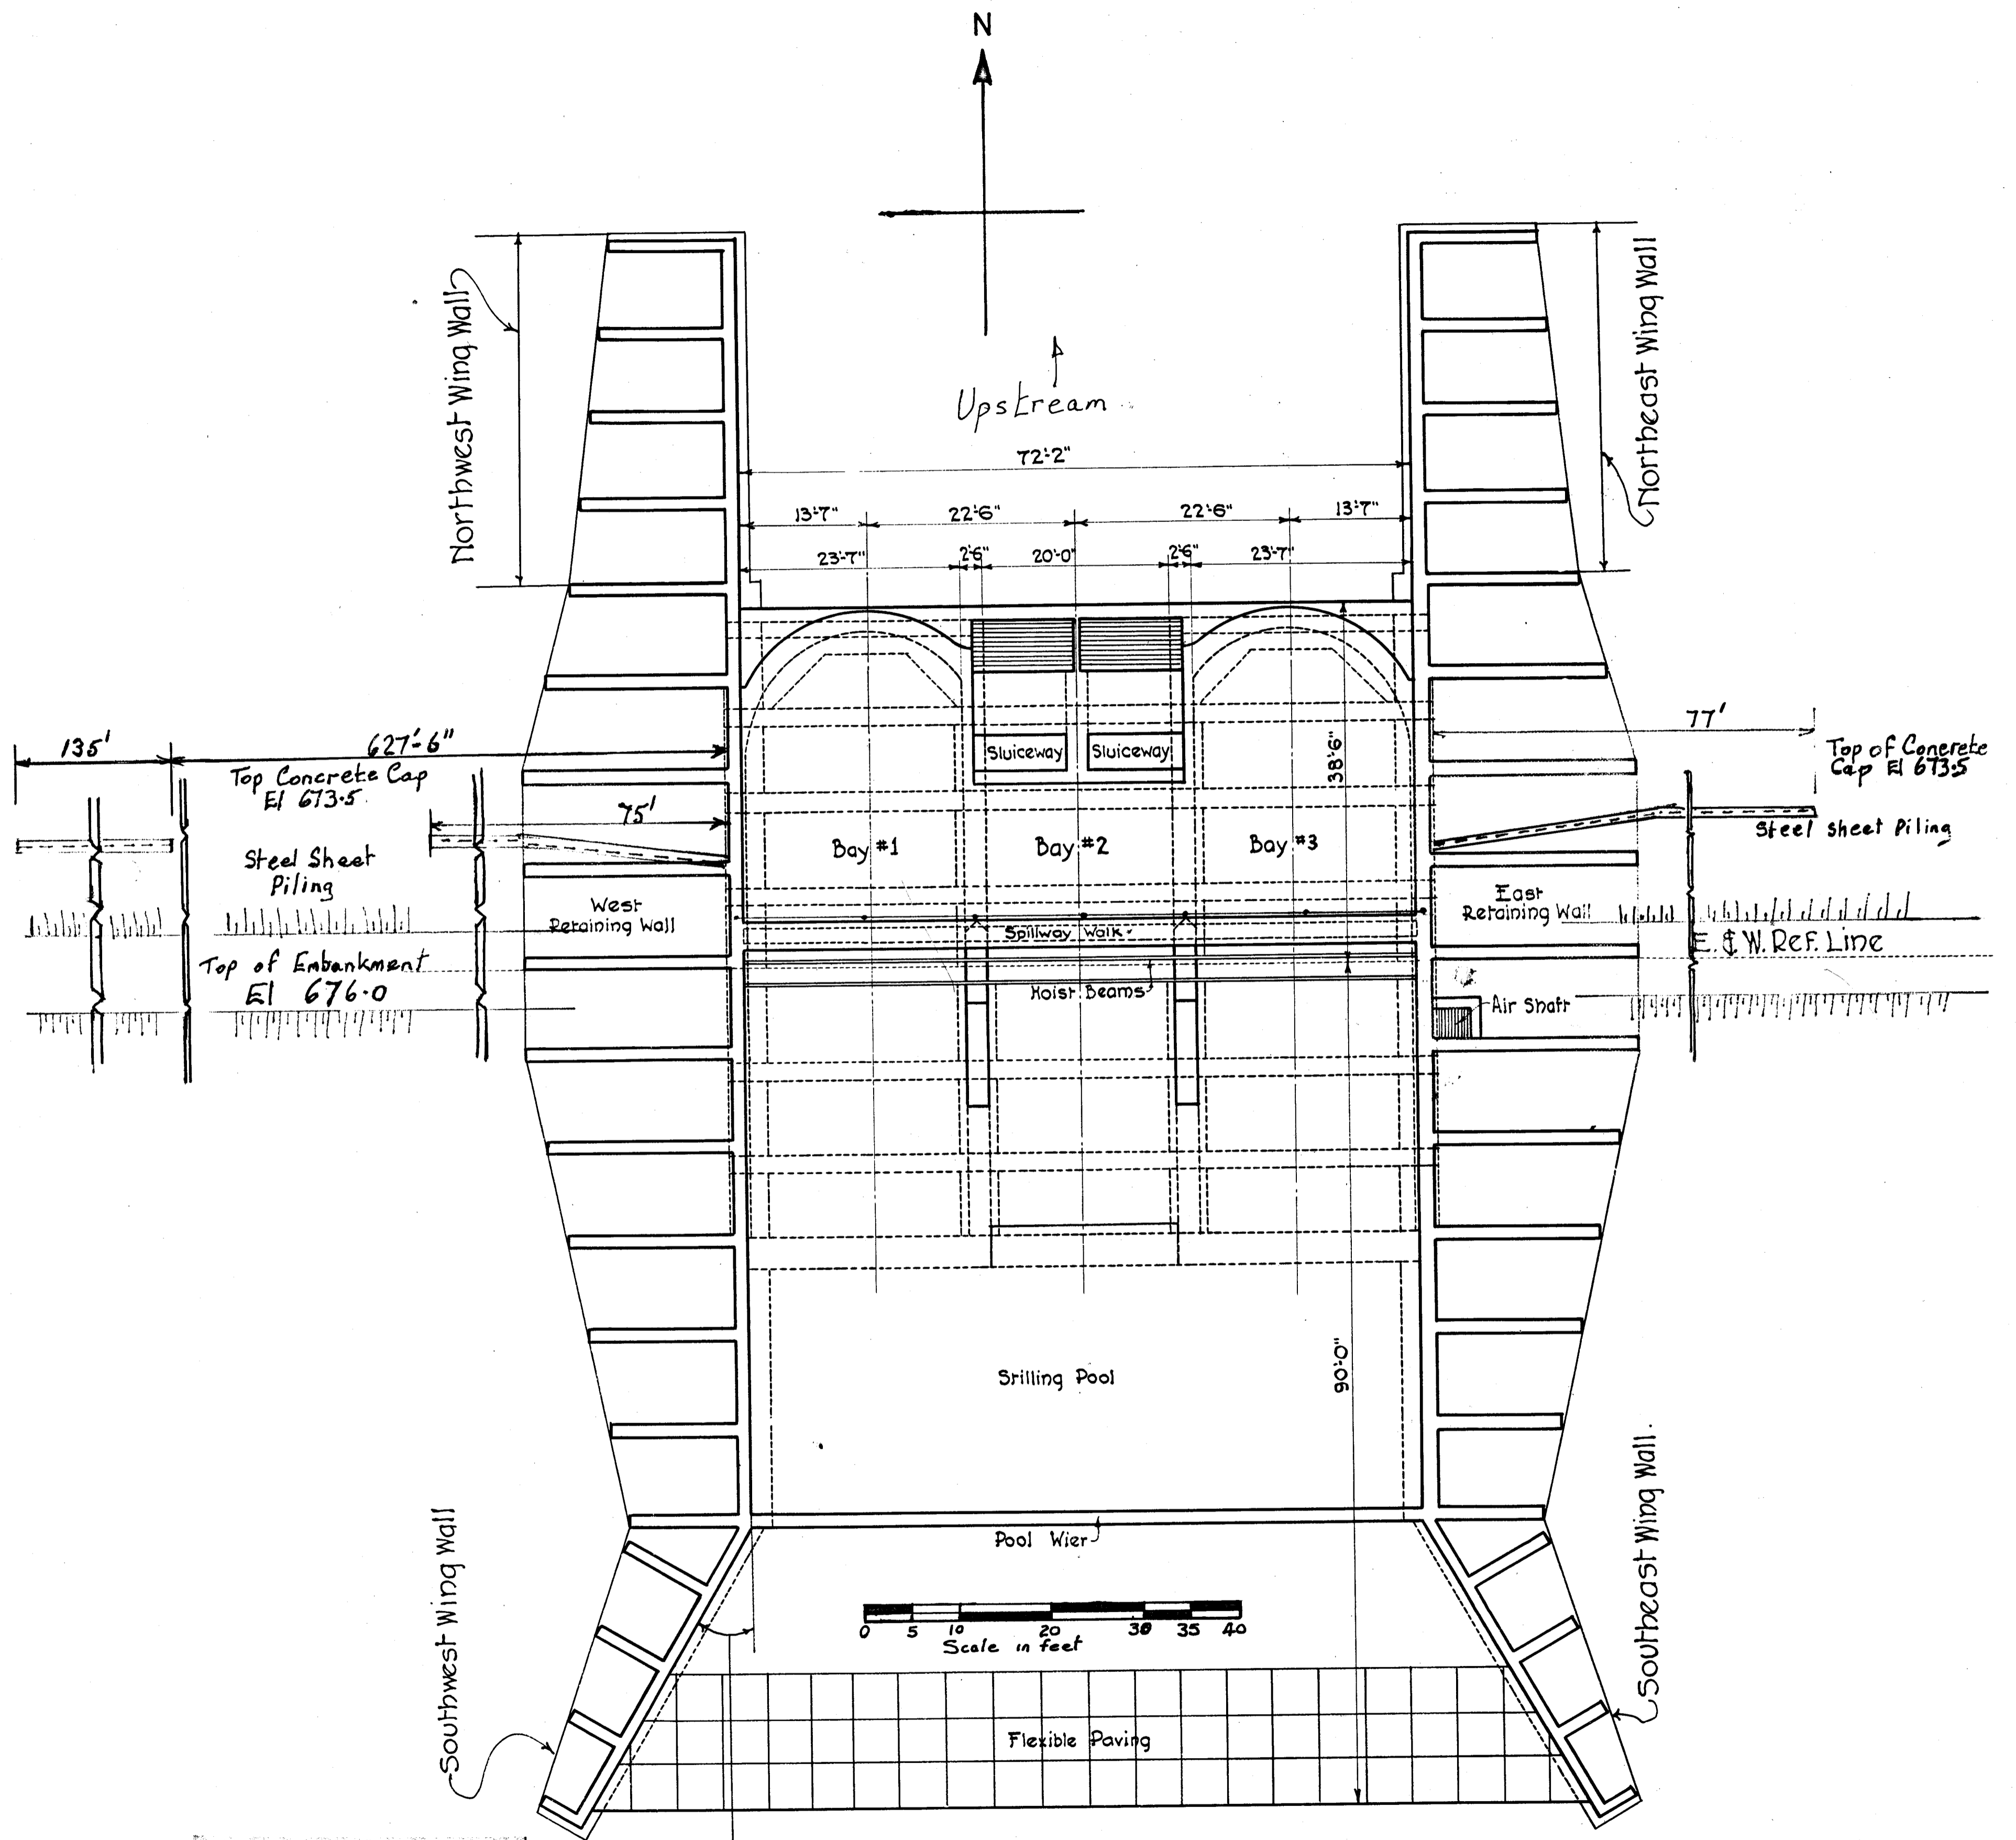 N
Northwest Wing Wall
Northeast Wing Wall
Upstream
72'-2"
13'-7" 22'-6" 22'-6" 13'-7"
23'-7" 2'6" 20'-0" 2'6" 23'-7"
135'
627'-6"
77'
Top Concrete Cap
El 673.5
Top of Concrete
Cap El 673.5
Sluiceway Sluiceway
38'-6"
75'
Steel Sheet
Piling
Steel sheet Piling
Bay #1 Bay #2 Bay #3
West
Retaining Wall
East
Retaining Wall
Spillway Walk
E. & W. Ref. Line
Top of Embankment
El 676.0
Hoist Beams
Air Shaft
Stilling Pool
90'-0"
Pool Wier
Southwest Wing Wall
Southeast Wing Wall.
0 5 10 20 30 35 40
Scale in feet
Flexible Paving